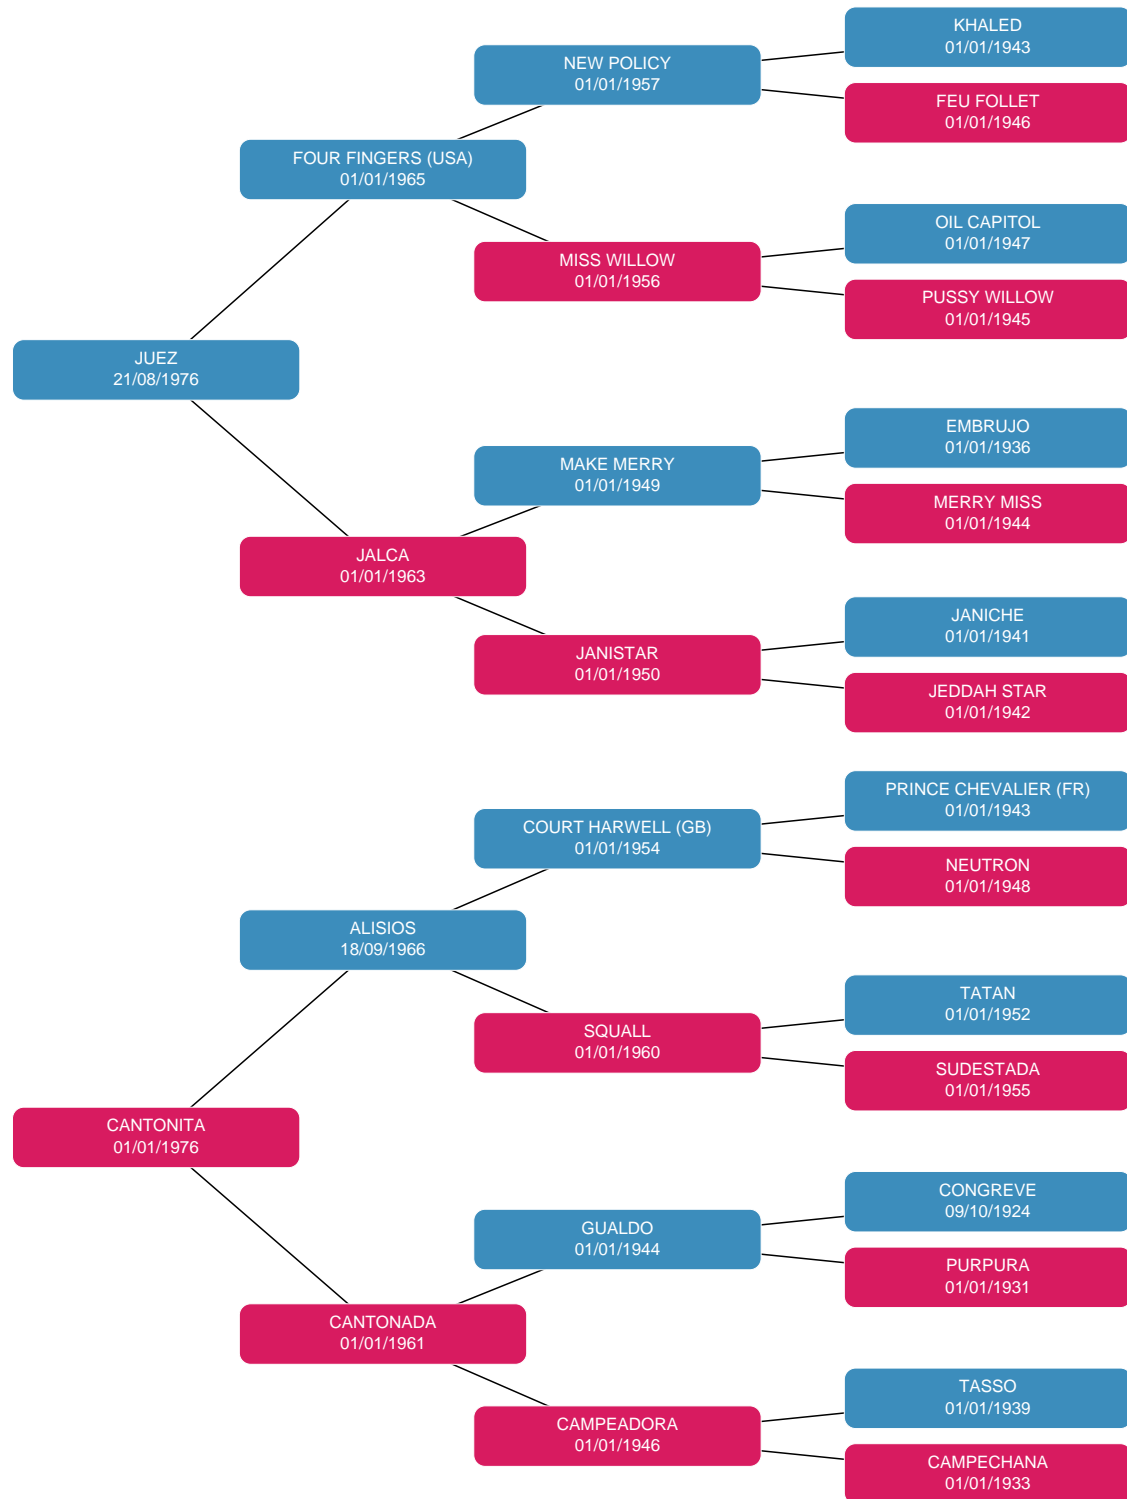 KHALED
01/01/1943
NEW POLICY
01/01/1957
FEU FOLLET
01/01/1946
FOUR FINGERS (USA)
01/01/1965
OIL CAPITOL
01/01/1947
MISS WILLOW
01/01/1956
PUSSY WILLOW
01/01/1945
JUEZ
21/08/1976
EMBRUJO
01/01/1936
MAKE MERRY
01/01/1949
MERRY MISS
01/01/1944
JALCA
01/01/1963
JANICHE
01/01/1941
JANISTAR
01/01/1950
JEDDAH STAR
01/01/1942
PRINCE CHEVALIER (FR)
01/01/1943
COURT HARWELL (GB)
01/01/1954
NEUTRON
01/01/1948
ALISIOS
18/09/1966
TATAN
01/01/1952
SQUALL
01/01/1960
SUDESTADA
01/01/1955
CANTONITA
01/01/1976
CONGREVE
09/10/1924
GUALDO
01/01/1944
PURPURA
01/01/1931
CANTONADA
01/01/1961
TASSO
01/01/1939
CAMPEADORA
01/01/1946
CAMPECHANA
01/01/1933